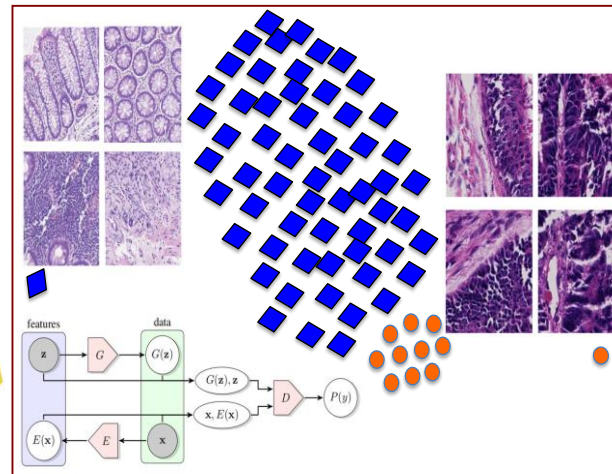 features
data
z
G
G(z)
G(z), z
D
P(y)
x, E(x)
E(x)
E
x